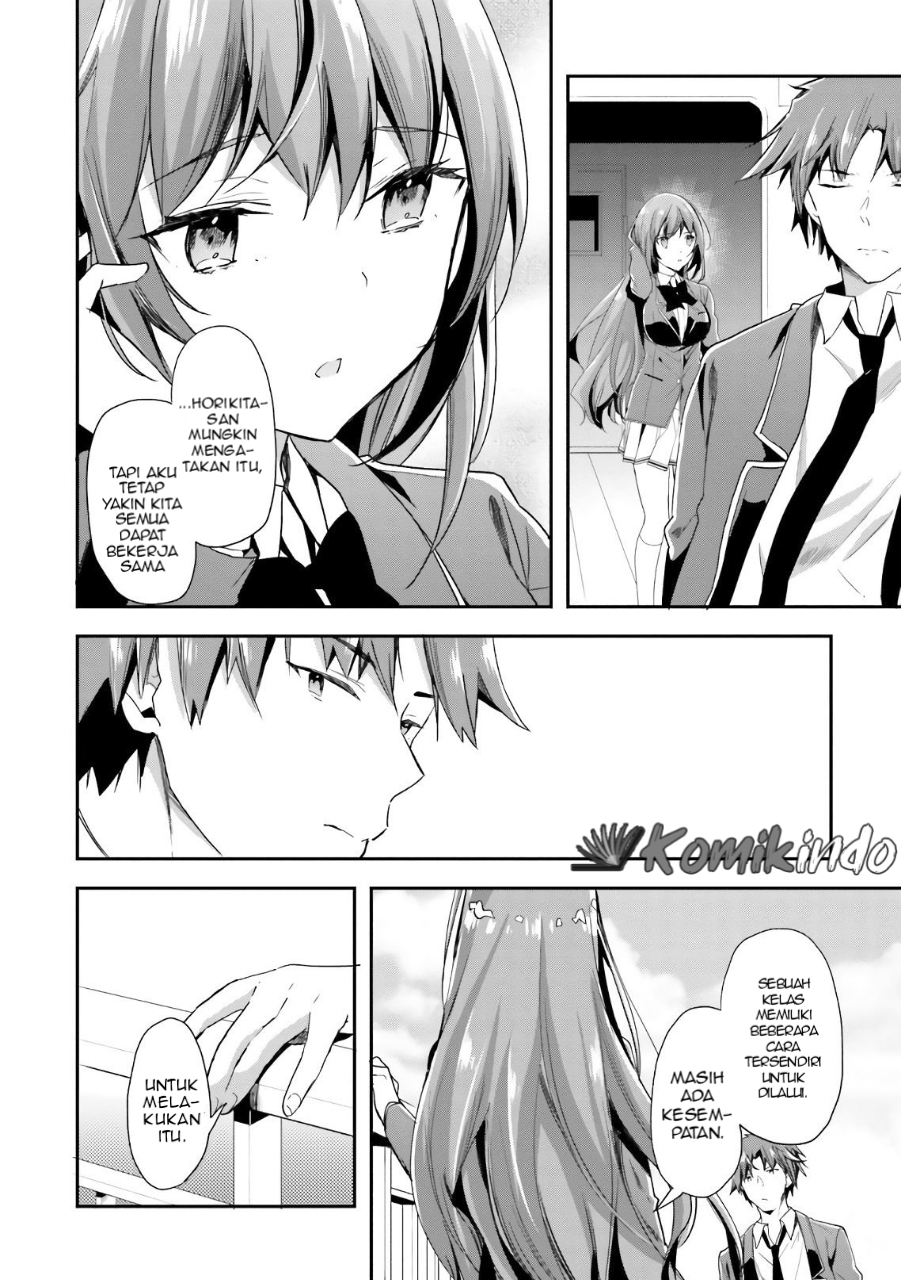 ...HORIKITA-
SAN
MUNGKIN
MENGA-
TAKAN ITU,
TAPI AKU
TETAP
YAKIN KITA
SEMUA
DAPAT
BEKERJA
SAMA
Komikindo
SEBUAH
KELAS
MEMILIKI
BEBERAPA
CARA
TERSENDIRI
UNTUK
DILALUI.
MASIH
ADA
KESEM-
PATAN.
UNTUK
MELA-
KUKAN
ITU.